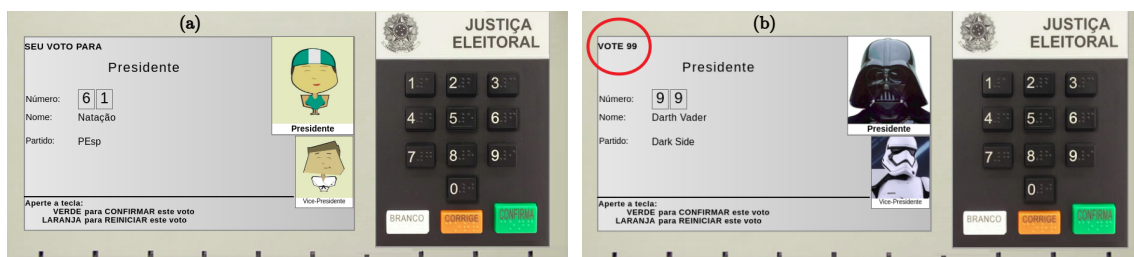 (a)
SEU VOTO PARA
Presidente
Número: 6 1
Nome: Natação
Partido: PEsp
Presidente
Vice-Presidente
Aperte a tecla:
VERDE para CONFIRMAR este voto
LARANJA para REINICIAR este voto
JUSTIÇA
ELEITORAL
1 2 3
4 5 6
7 8 9
0
BRANCO CORRIGE CONFIRMA
(b)
VOTE 99
Presidente
Número: 9 9
Nome: Darth Vader
Partido: Dark Side
Presidente
Vice-Presidente
Aperte a tecla:
VERDE para CONFIRMAR este voto
LARANJA para REINICIAR este voto
JUSTIÇA
ELEITORAL
1 2 3
4 5 6
7 8 9
0
BRANCO CORRIGE CONFIRMA